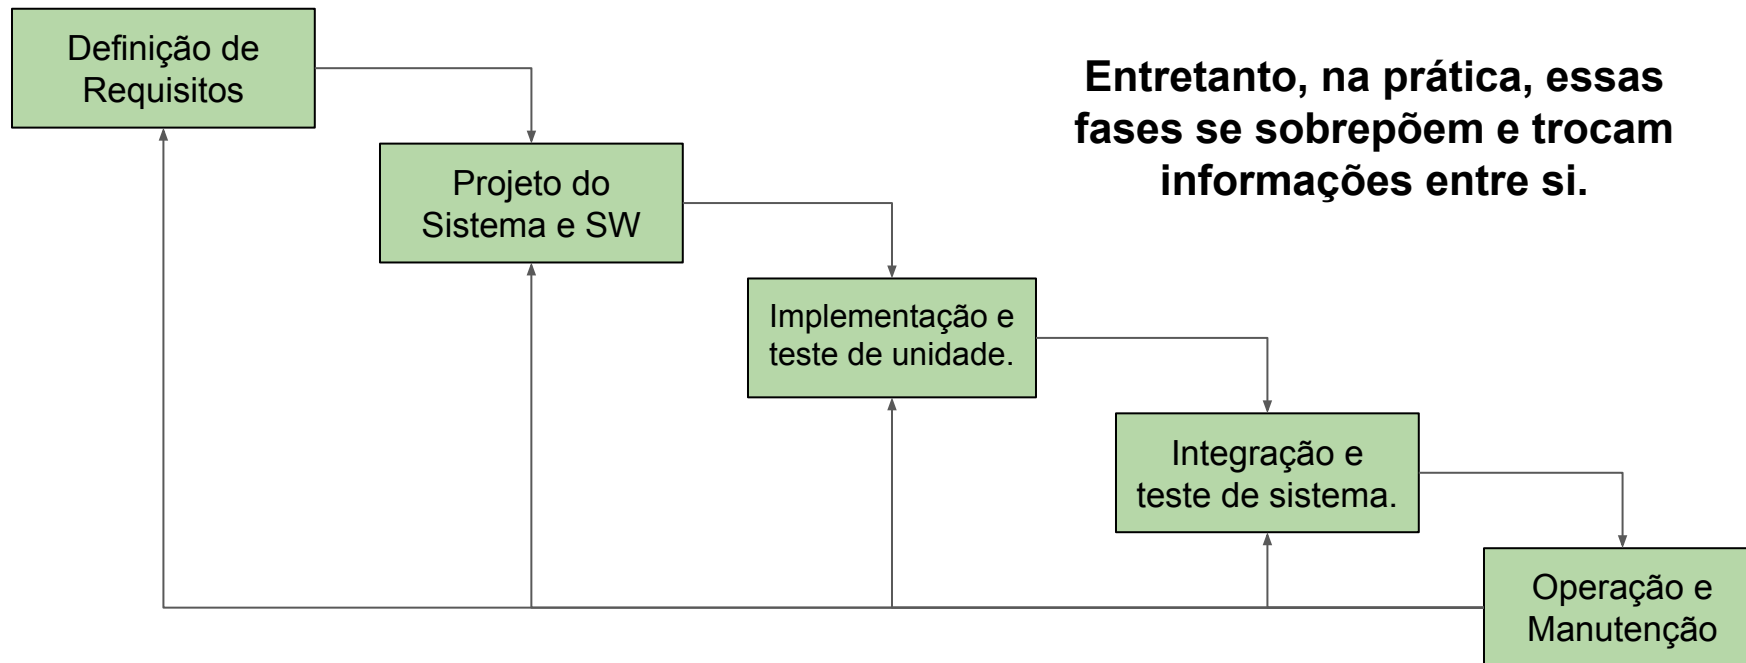 Definição de
Requisitos
Entretanto, na prática, essas
fases se sobrepõem e trocam
informações entre si.
Projeto do
Sistema e SW
Implementação e
teste de unidade.
Integração e
teste de sistema.
Operação e
Manutenção